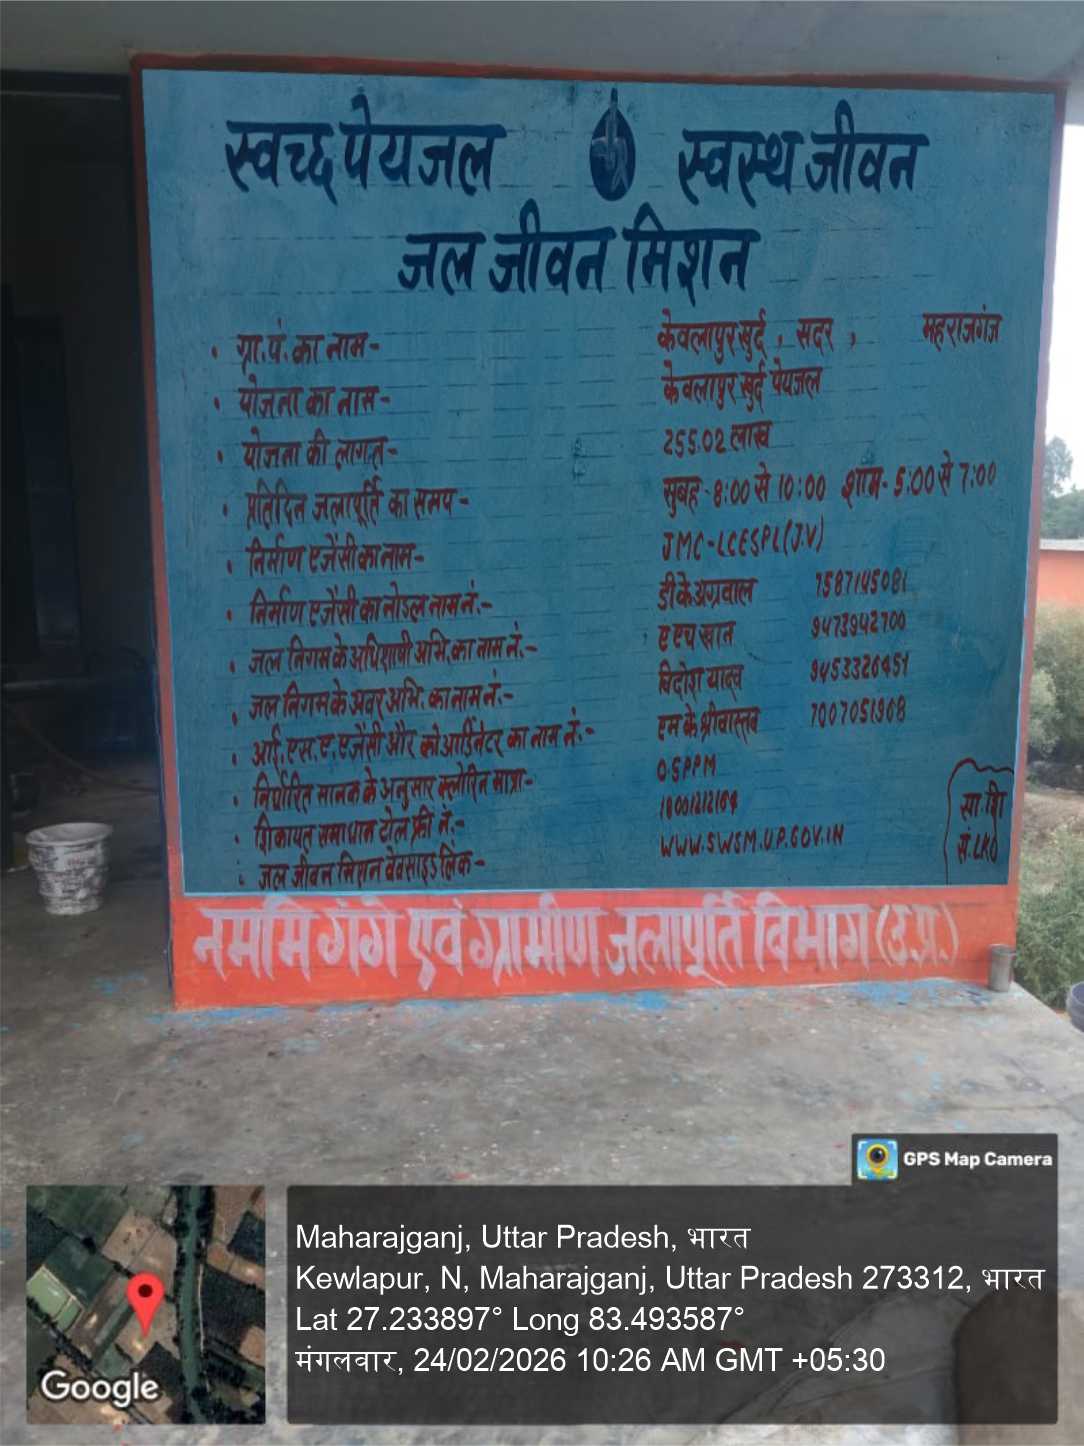 स्वच्छ पेयजल स्वस्थ जीवन
जल जीवन मिशन
• ग्रा.पं. का नाम- केवलापुर खुर्द, सदर, महराजगंज
• योजना का नाम- केवलापुर खुर्द पेयजल
• योजना की लागत- 255.02 लाख
• प्रतिदिन जलापूर्ति का समय- सुबह-8:00 से 10:00 शाम-5:00 से 7:00
• निर्माण एजेंसी का नाम- JMC-LCESPL(J.V)
• निर्माण एजेंसी का नोडल नाम नं.- डी के अग्रवाल 7587145081
• जल निगम के अधिशाषी अभि. का नाम नं.- ए एच खान 9473942700
• जल निगम के अवर अभि. का नाम नं.- यादव 9453326451
• आई.एस.ए. एजेंसी और कोआर्डिनेटर का नाम नं.- एम के श्रीवास्तव 7007051968
• निर्धारित मानक के अनुसार क्लोरिन मात्रा- 0.5PPM
• शिकायत समाधान टोल फ्री नं.- 18001212164
• जल जीवन मिशन वेवसाइड लिंक- WWW.SWSM.UP.GOV.IN
सं. LKO
नमामि गंगे एवं ग्रामीण जलापूर्ति विभाग (उ.प्र.)
GPS Map Camera
Maharajganj, Uttar Pradesh, भारत
Kewlapur, N, Maharajganj, Uttar Pradesh 273312, भारत
Lat 27.233897° Long 83.493587°
मंगलवार, 24/02/2026 10:26 AM GMT +05:30
Google